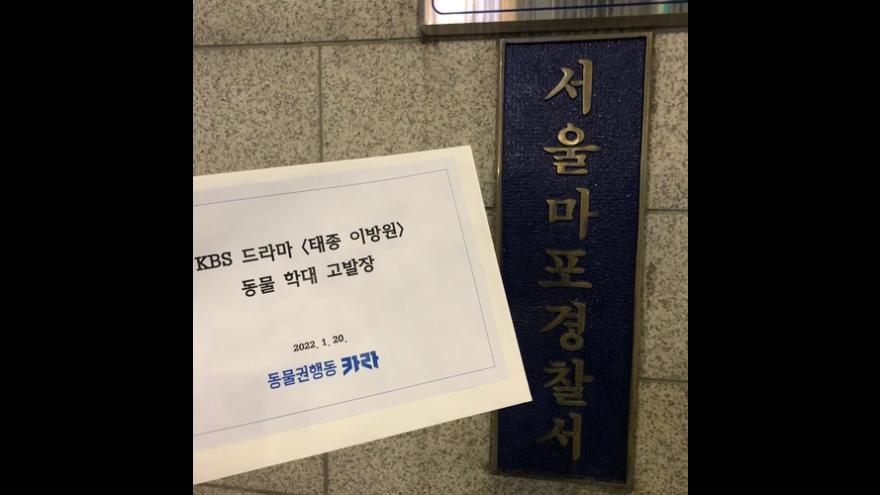 KBS 드라마 〈태종 이방원〉
동물 학대 고발장
2022. 1. 20.
동물권행동 카라
서울마포경찰서